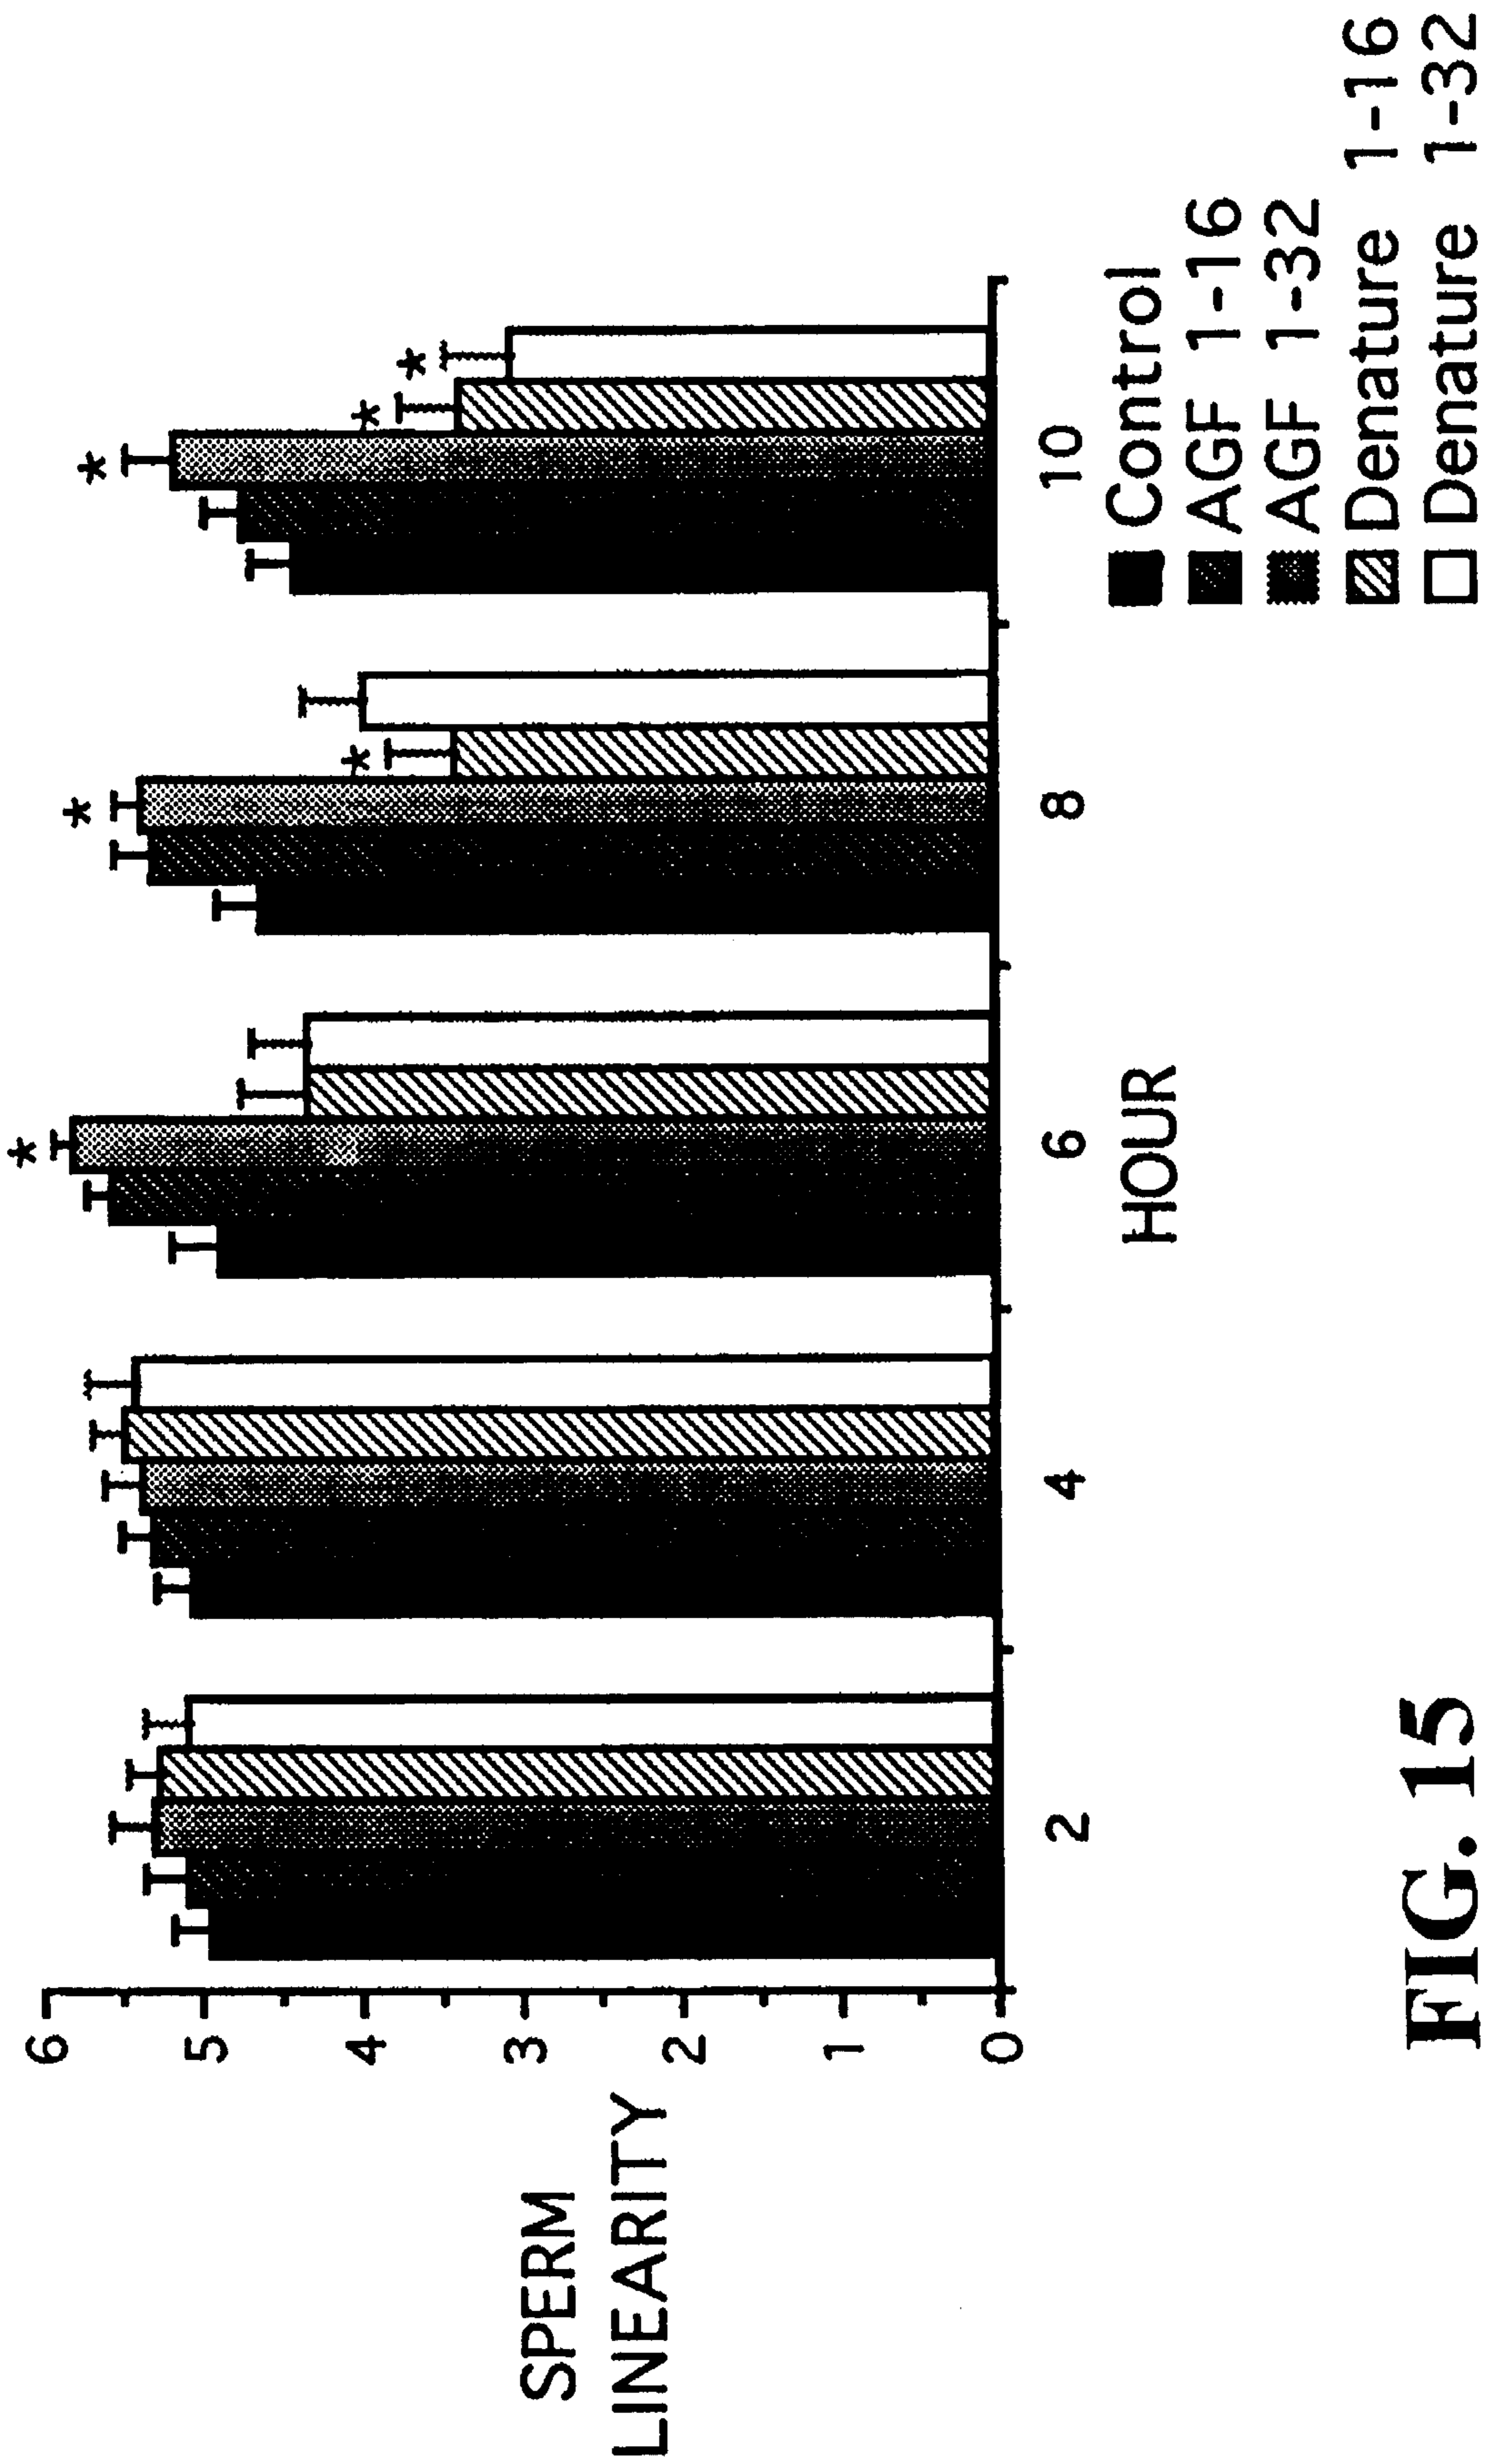 SPERM
LINEARITY
6
5
4
3
2
1
0
*
*
*
*
*
*
2 4 6 8 10
HOUR
Control
AGF 1-16
AGF 1-32
Denature 1-16
Denature 1-32
FIG. 15